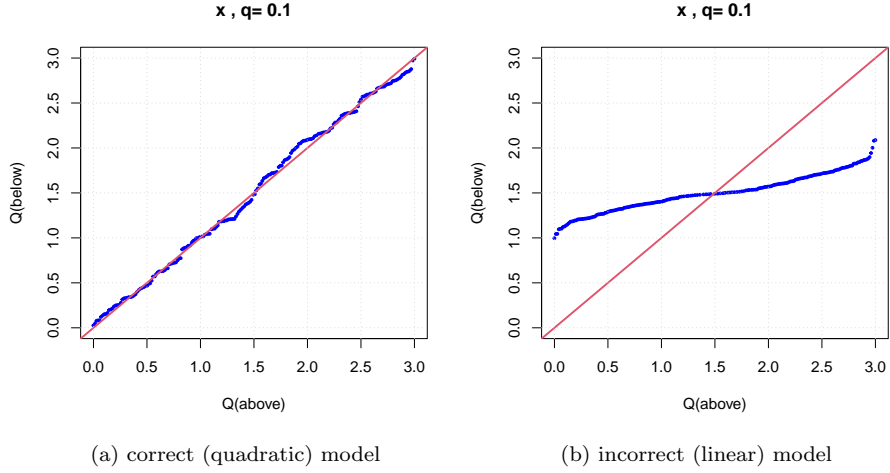 x , q= 0.1
x , q= 0.1
Q(below)
3.0
2.5
2.0
1.5
1.0
0.5
0.0
0.0 0.5 1.0 1.5 2.0 2.5 3.0
Q(above)
Q(below)
3.0
2.5
2.0
1.5
1.0
0.5
0.0
0.0 0.5 1.0 1.5 2.0 2.5 3.0
Q(above)
(a) correct (quadratic) model
(b) incorrect (linear) model